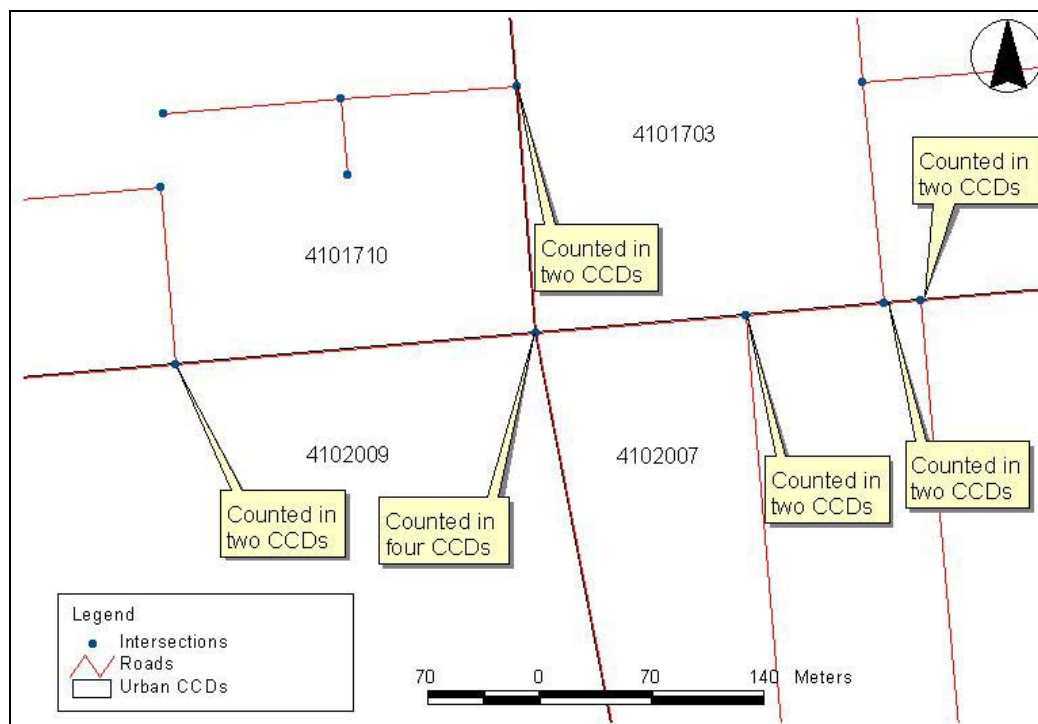 4101703
Counted in
two CCDs
4101710
Counted in
two CCDs
4102009
4102007
Counted in
two CCDs
Counted in
four CCDs
Counted in
two CCDs
Counted in
two CCDs
Legend
Intersections
Roads
Urban CCDs
70 0 70 140 Meters